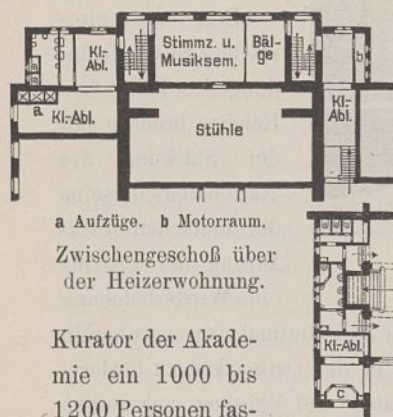 Kl.-
Abl.
Stimmz. u.
Musiksem.
Bäl-
ge
b
a
Kl.-Abl.
Stühle
Kl.-
Abl.
a Aufzüge. b Motorraum.
Zwischengeschoß über
der Heizerwohnung.
Kurator der Akade-
mie ein 1000 bis
1200 Personen fas-
Kl.-Abl.
c